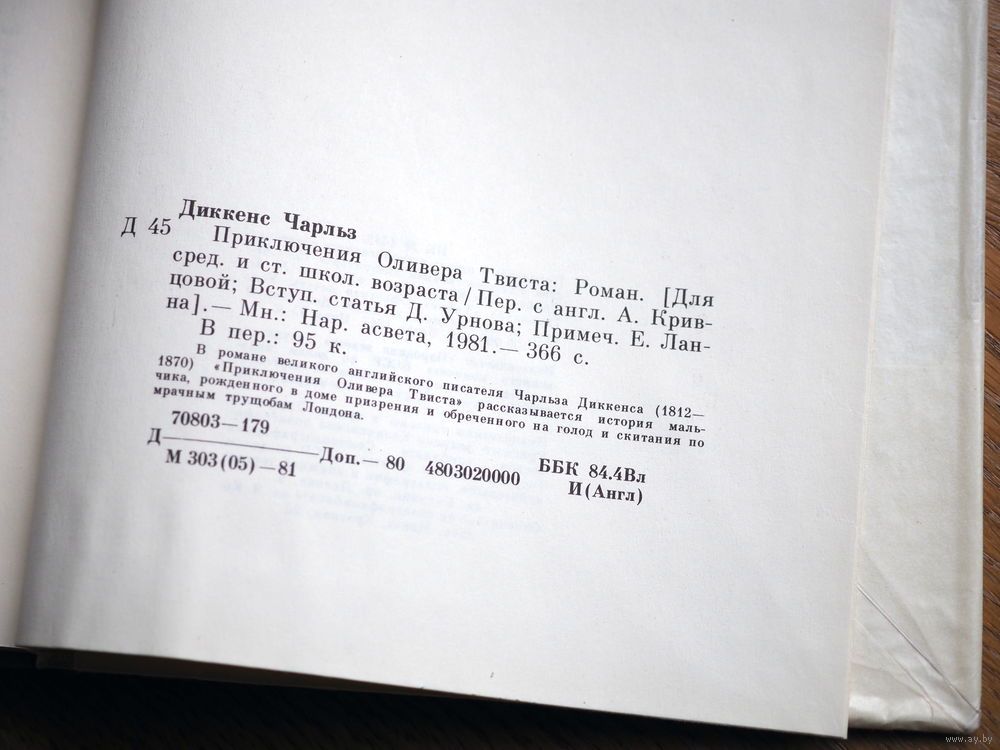 Диккенс Чарльз
Д 45 Приключения Оливера Твиста: Роман. [Для
сред. и ст. школ. возраста / Пер. с англ. А. Крив-
цовой; Вступ. статья Д. Урнова; Примеч. Е. Лан-
на]. — Мн.: Нар. асвета, 1981. — 366 с.
В пер.: 95 к.
В романе великого английского писателя Чарльза Диккенса (1812—
1870) «Приключения Оливера Твиста» рассказывается история маль-
чика, рожденного в доме призрения и обреченного на голод и скитания по
мрачным трущобам Лондона.
70803—179
Д———Доп.— 80 4803020000
М 303(05)—81
ББК 84.4Вл
И(Англ)
www.ay.by